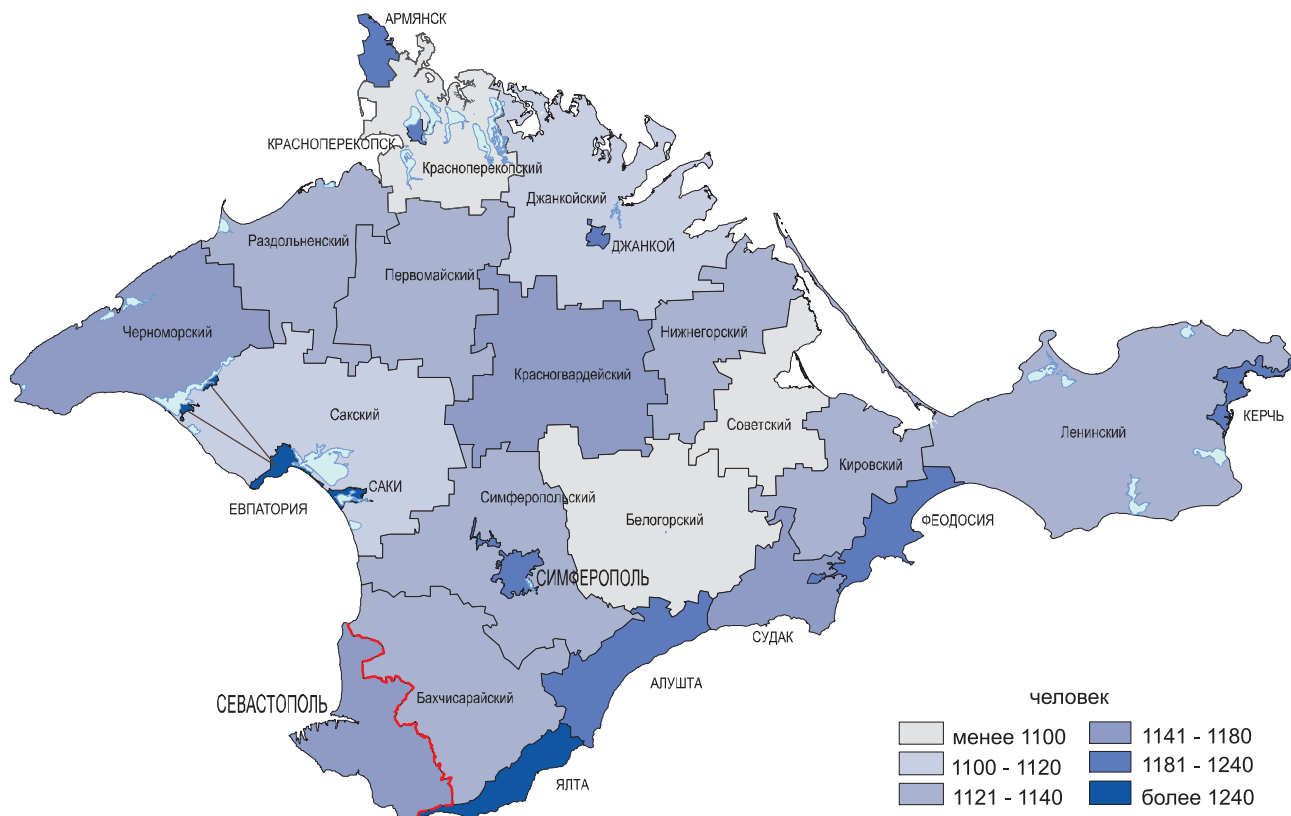 АРМЯНСК
КРАСНОПЕРЕКОПСК
Красноперекопский
Джанкойский
ДЖАНКОЙ
Раздольненский
Первомайский
Нижнегорский
Черноморский
Красногвардейский
Сакский
Советский
Ленинский
КЕРЧЬ
Кировский
САКИ
ЕВПАТОРИЯ
Симферопольский
Белогорский
ФЕОДОСИЯ
СИМФЕРОПОЛЬ
СУДАК
АЛУШТА
Бахчисарайский
СЕВАСТОПОЛЬ
ЯЛТА
человек
менее 1100
1100 - 1120
1121 - 1140
1141 - 1180
1181 - 1240
более 1240